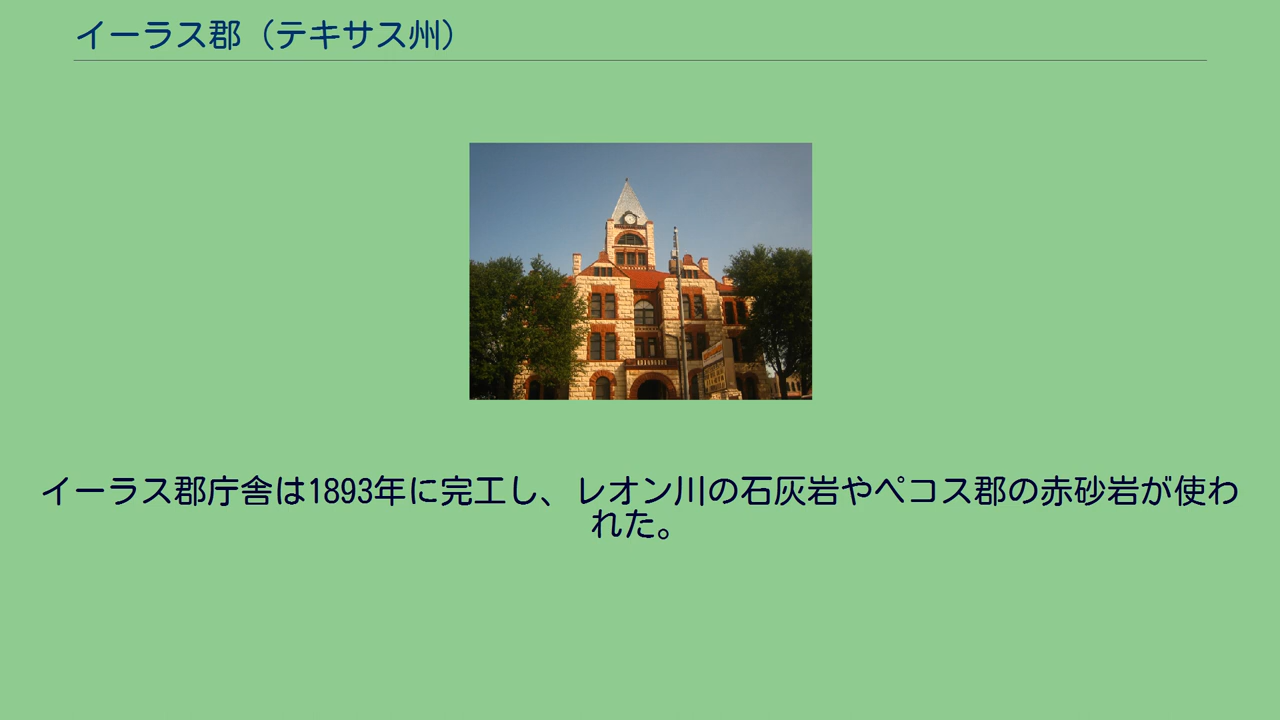 イーラス郡（テキサス州）
イーラス郡庁舎は1893年に完工し、レオン川の石灰岩やペコス郡の赤砂岩が使わ
れた。